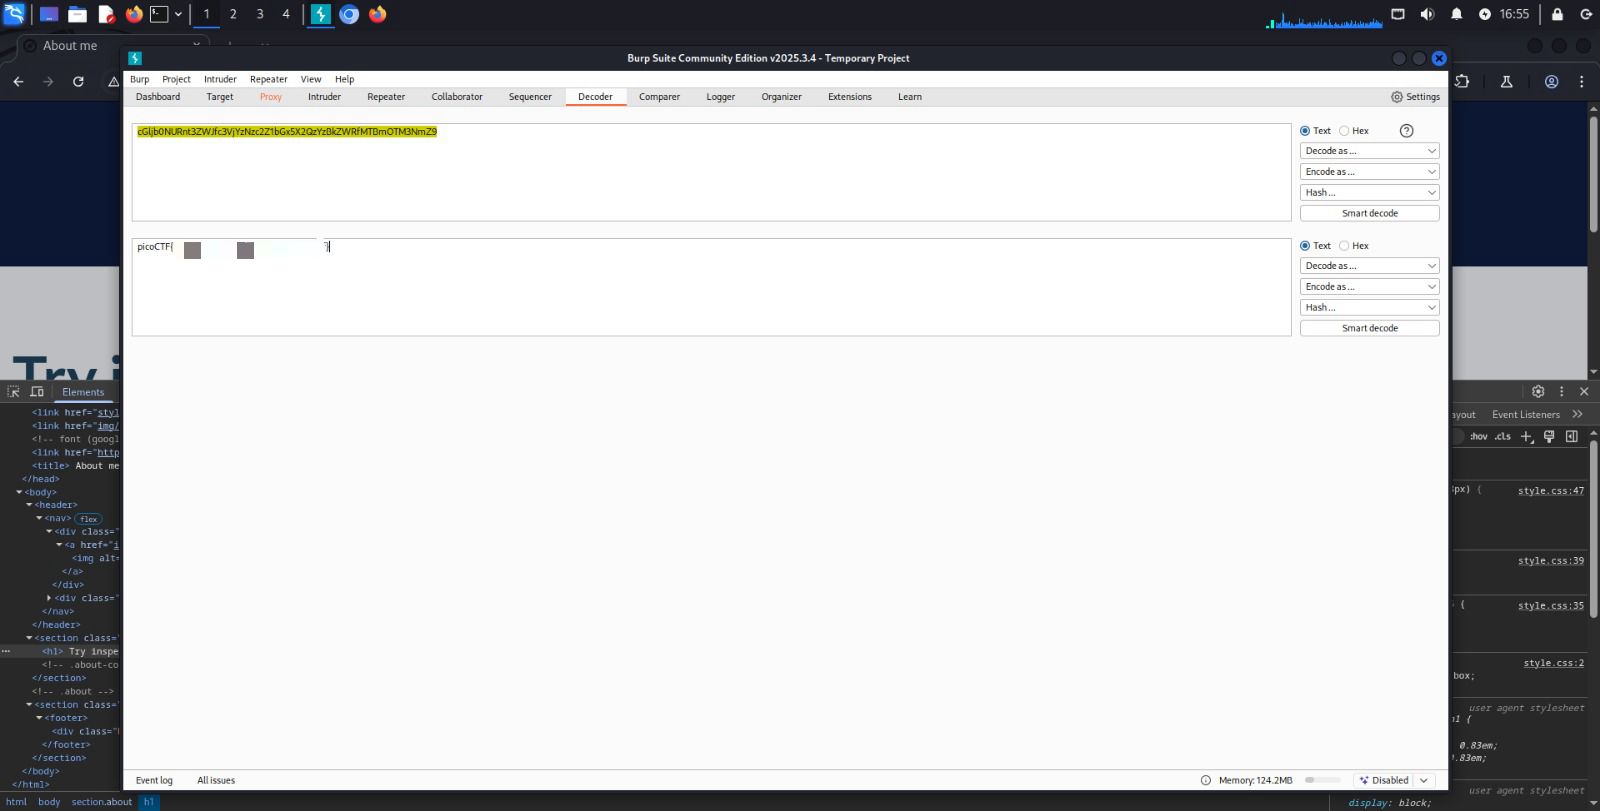 1 2 3 4
16:55
About me
Burp Suite Community Edition v2025.3.4 - Temporary Project
Burp Project Intruder Repeater View Help
Dashboard Target Proxy Intruder Repeater Collaborator Sequencer Decoder Comparer Logger Organizer Extensions Learn
Settings
cGljb0NURnt3ZWJfc3VjYzNzc2Z1bGx5X2QzYzBkZWRfMTBmOTM3NmZ9
Text Hex
Decode as ...
Encode as ...
Hash ...
Smart decode
picoCTF{ }
Text Hex
Decode as ...
Encode as ...
Hash ...
Smart decode
Try i
Elements
<link href="styl
<link href="img/
<!-- font (googl
<link href="http
<title> About me
</head>
<body>
<header>
<nav> flex
<div class="
<a href="i
<img alt=
</a>
</div>
<div class="
</nav>
</header>
<section class="
<h1> Try inspe
<!-- .about-co
</section>
<!-- .about -->
<section class="
<footer>
<div class="
</footer>
</section>
</body>
</html>
html body section.about h1
ayout Event Listeners
:hov .cls
px) { style.css:47
style.css:39
{ style.css:35
style.css:2
box;
user agent stylesheet
1 {
0.83em;
.83em;
user agent stylesheet
display: block;
Event log All issues
Memory: 124.2MB
Disabled